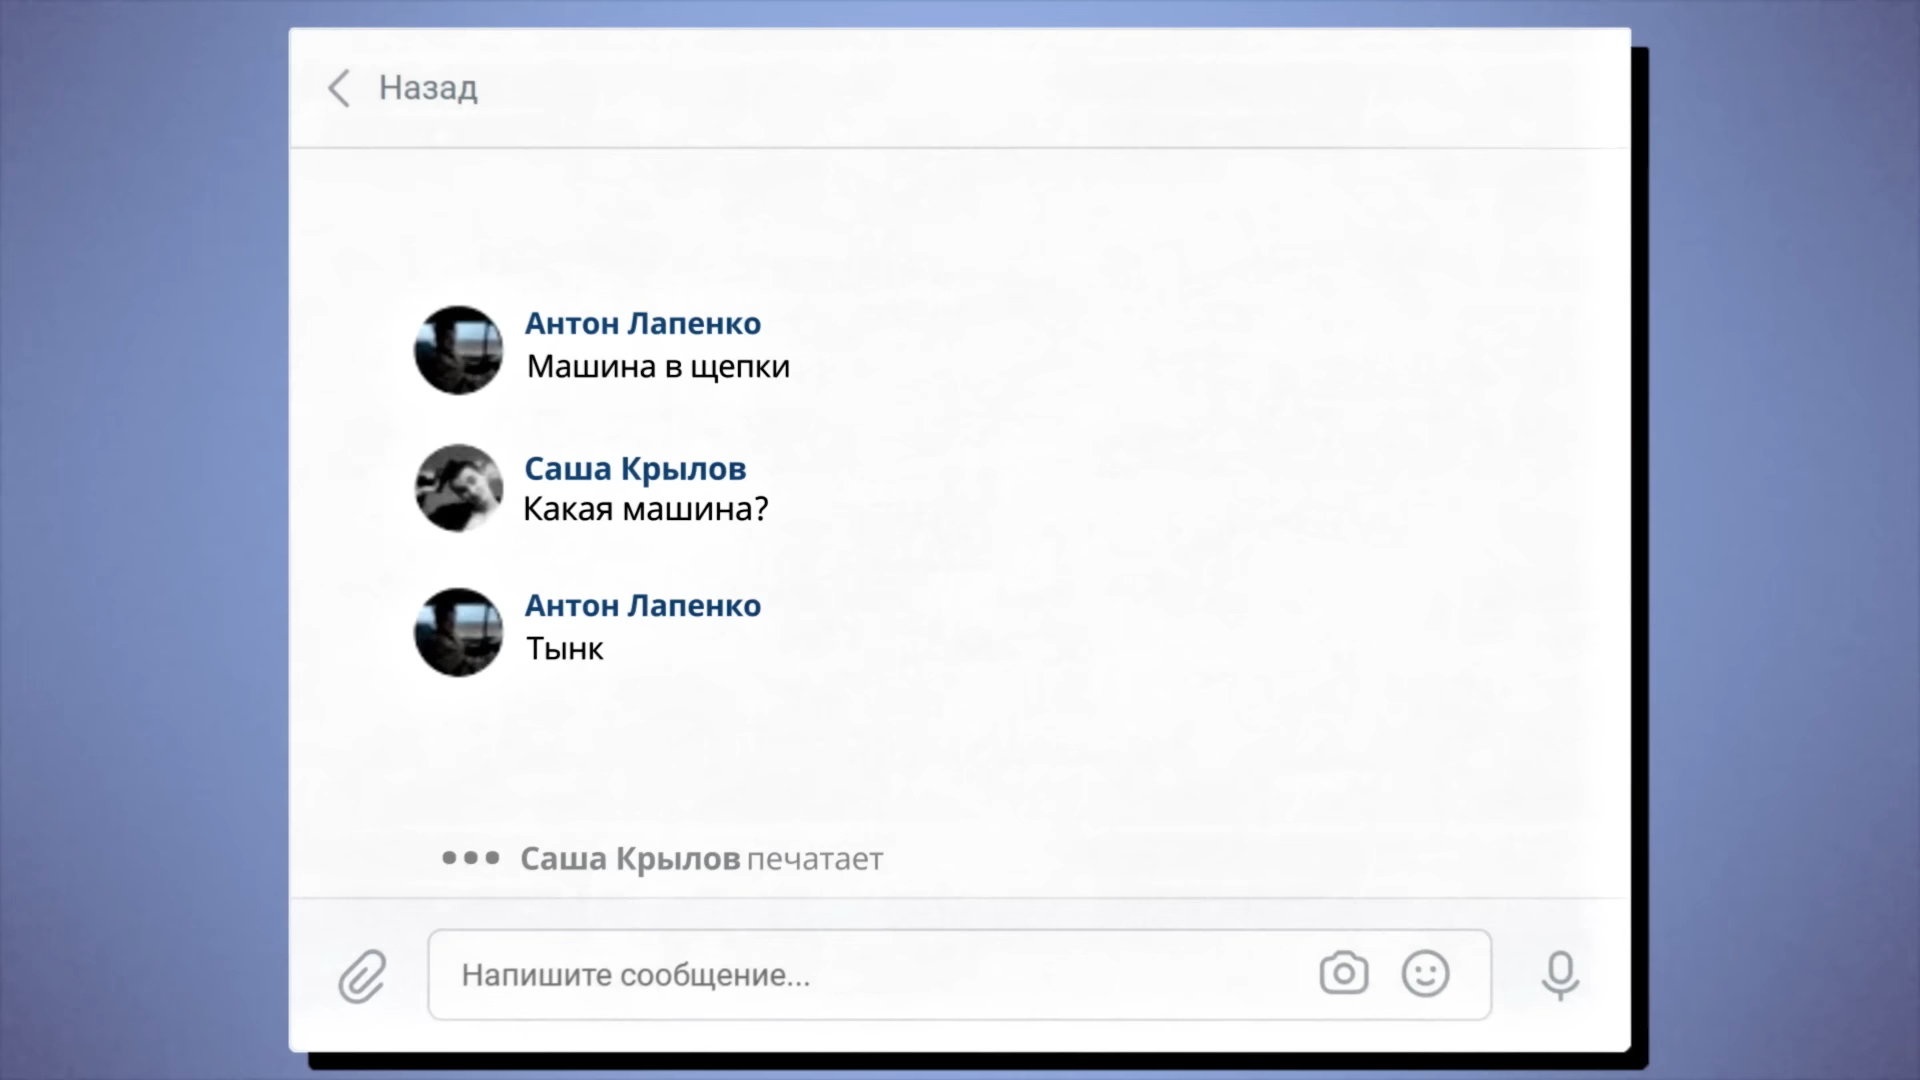 Назад
Антон Лапенко
Машина в щепки
Саша Крылов
Какая машина?
Антон Лапенко
Тынк
Саша Крылов печатает
Напишите сообщение...